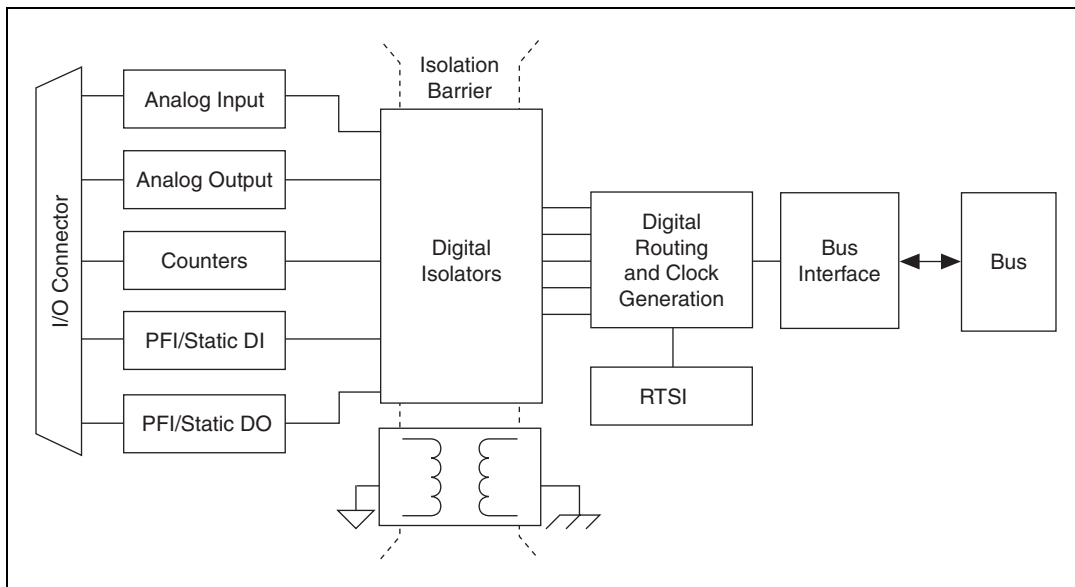 Isolation
Barrier
I/O Connector
Analog Input
Analog Output
Counters
PFI/Static DI
PFI/Static DO
Digital
Isolators
Digital
Routing
and Clock
Generation
RTSI
Bus
Interface
Bus